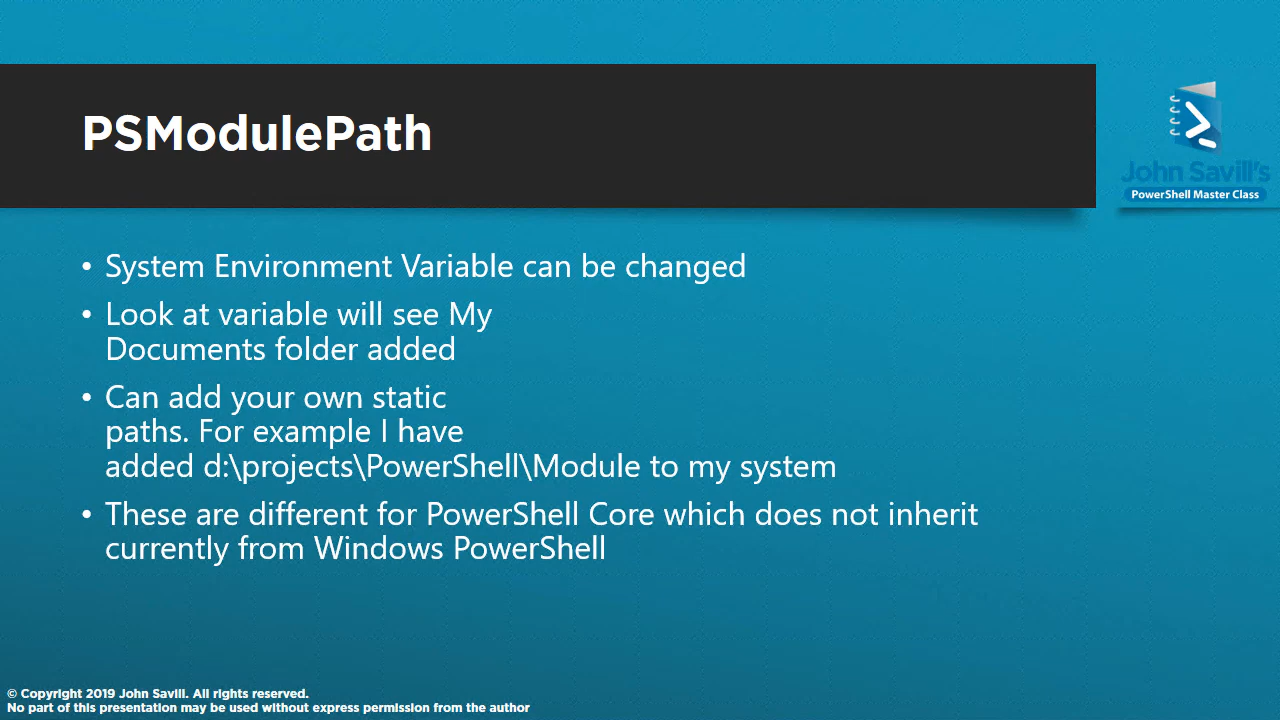 PSModulePath
John Savill's
PowerShell Master Class
• System Environment Variable can be changed
• Look at variable will see My
Documents folder added
• Can add your own static
paths. For example I have
added d:\projects\PowerShell\Module to my system
• These are different for PowerShell Core which does not inherit
currently from Windows PowerShell
© Copyright 2019 John Savill. All rights reserved.
No part of this presentation may be used without express permission from the author